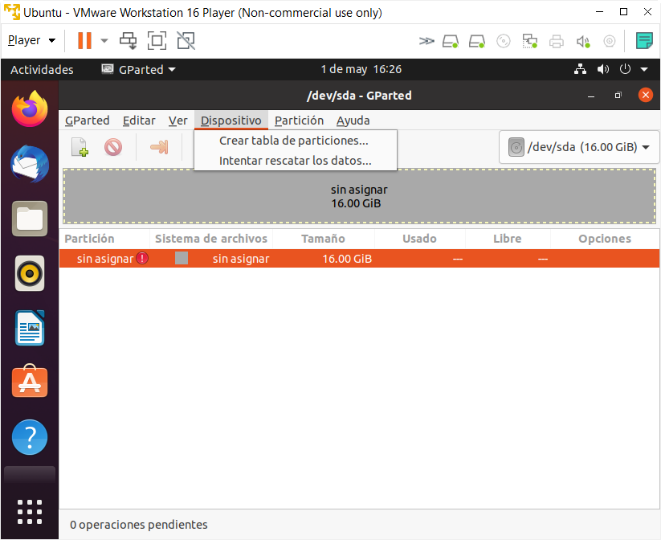 Ubuntu - VMware Workstation 16 Player (Non-commercial use only)
Player
Actividades GParted 1 de may 16:26
/dev/sda - GParted
GParted Editar Ver Dispositivo Partición Ayuda
Crear tabla de particiones...
Intentar rescatar los datos...
/dev/sda (16.00 GiB)
sin asignar
16.00 GiB
Partición Sistema de archivos Tamaño Usado Libre Opciones
sin asignar sin asignar 16.00 GiB --- ---
0 operaciones pendientes